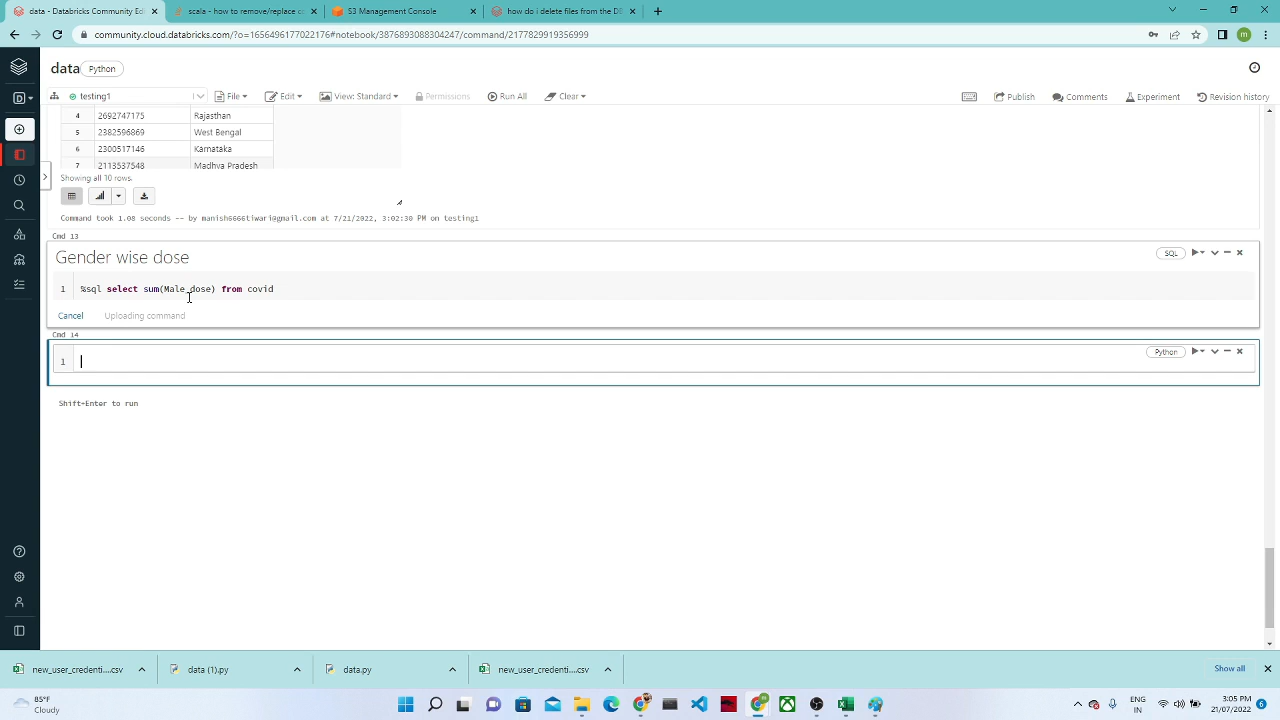 data - Databricks Community Edi
scala - how to remove/replace co
S3 Management Console
how do i delete files from the DB
community.cloud.databricks.com/?o=1656496177022176#notebook/3876893088304247/command/2177829919356999
data Python
testing1 File Edit View: Standard Permissions Run All Clear Publish Comments Experiment Revision history
4 2692747175 Rajasthan
5 2382596869 West Bengal
6 2300517146 Karnataka
7 2113537548 Madhya Pradesh
Showing all 10 rows.
Command took 1.08 seconds -- by manish6666tiwari@gmail.com at 7/21/2022, 3:02:30 PM on testing1
Cmd 13
Gender wise dose
SQL
1 %sql select sum(Male_dose) from covid
Cancel Uploading command
Cmd 14
1
Python
Shift+Enter to run
new_user_credenti....csv data (1).py data.py new_user_credenti....csv Show all
85°F
Cloudy
ENG
IN
3:05 PM
21/07/2022